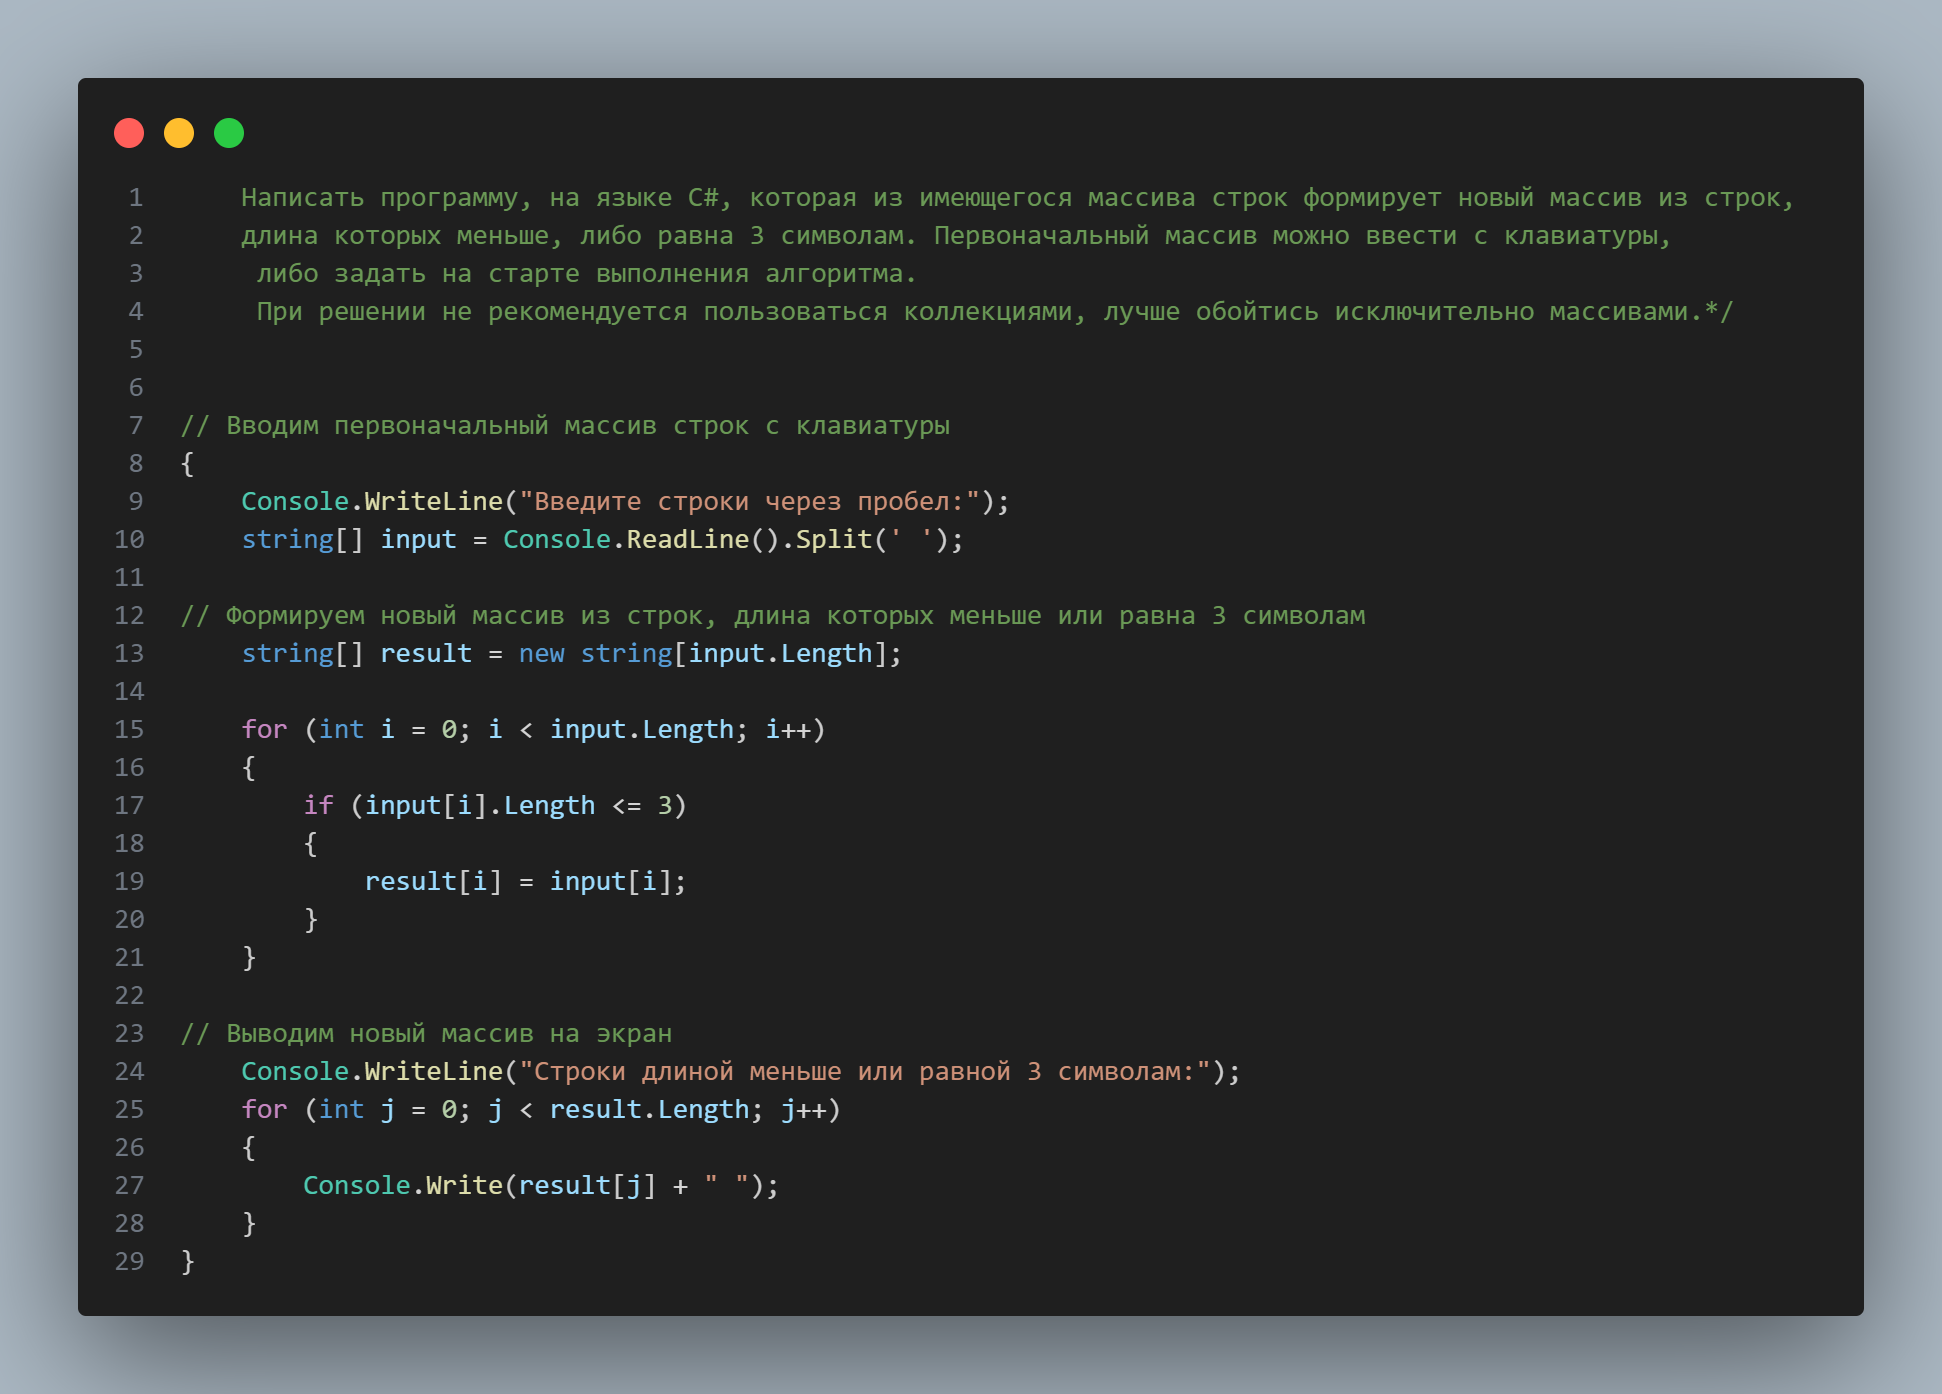 1 Написать программу, на языке C#, которая из имеющегося массива строк формирует новый массив из строк,
2 длина которых меньше, либо равна 3 символам. Первоначальный массив можно ввести с клавиатуры,
3 либо задать на старте выполнения алгоритма.
4 При решении не рекомендуется пользоваться коллекциями, лучше обойтись исключительно массивами.*/
5
6
7 // Вводим первоначальный массив строк с клавиатуры
8 {
9     Console.WriteLine("Введите строки через пробел:");
10     string[] input = Console.ReadLine().Split(' ');
11
12 // Формируем новый массив из строк, длина которых меньше или равна 3 символам
13     string[] result = new string[input.Length];
14
15     for (int i = 0; i < input.Length; i++)
16     {
17         if (input[i].Length <= 3)
18         {
19             result[i] = input[i];
20         }
21     }
22
23 // Выводим новый массив на экран
24     Console.WriteLine("Строки длиной меньше или равной 3 символам:");
25     for (int j = 0; j < result.Length; j++)
26     {
27         Console.Write(result[j] + " ");
28     }
29 }